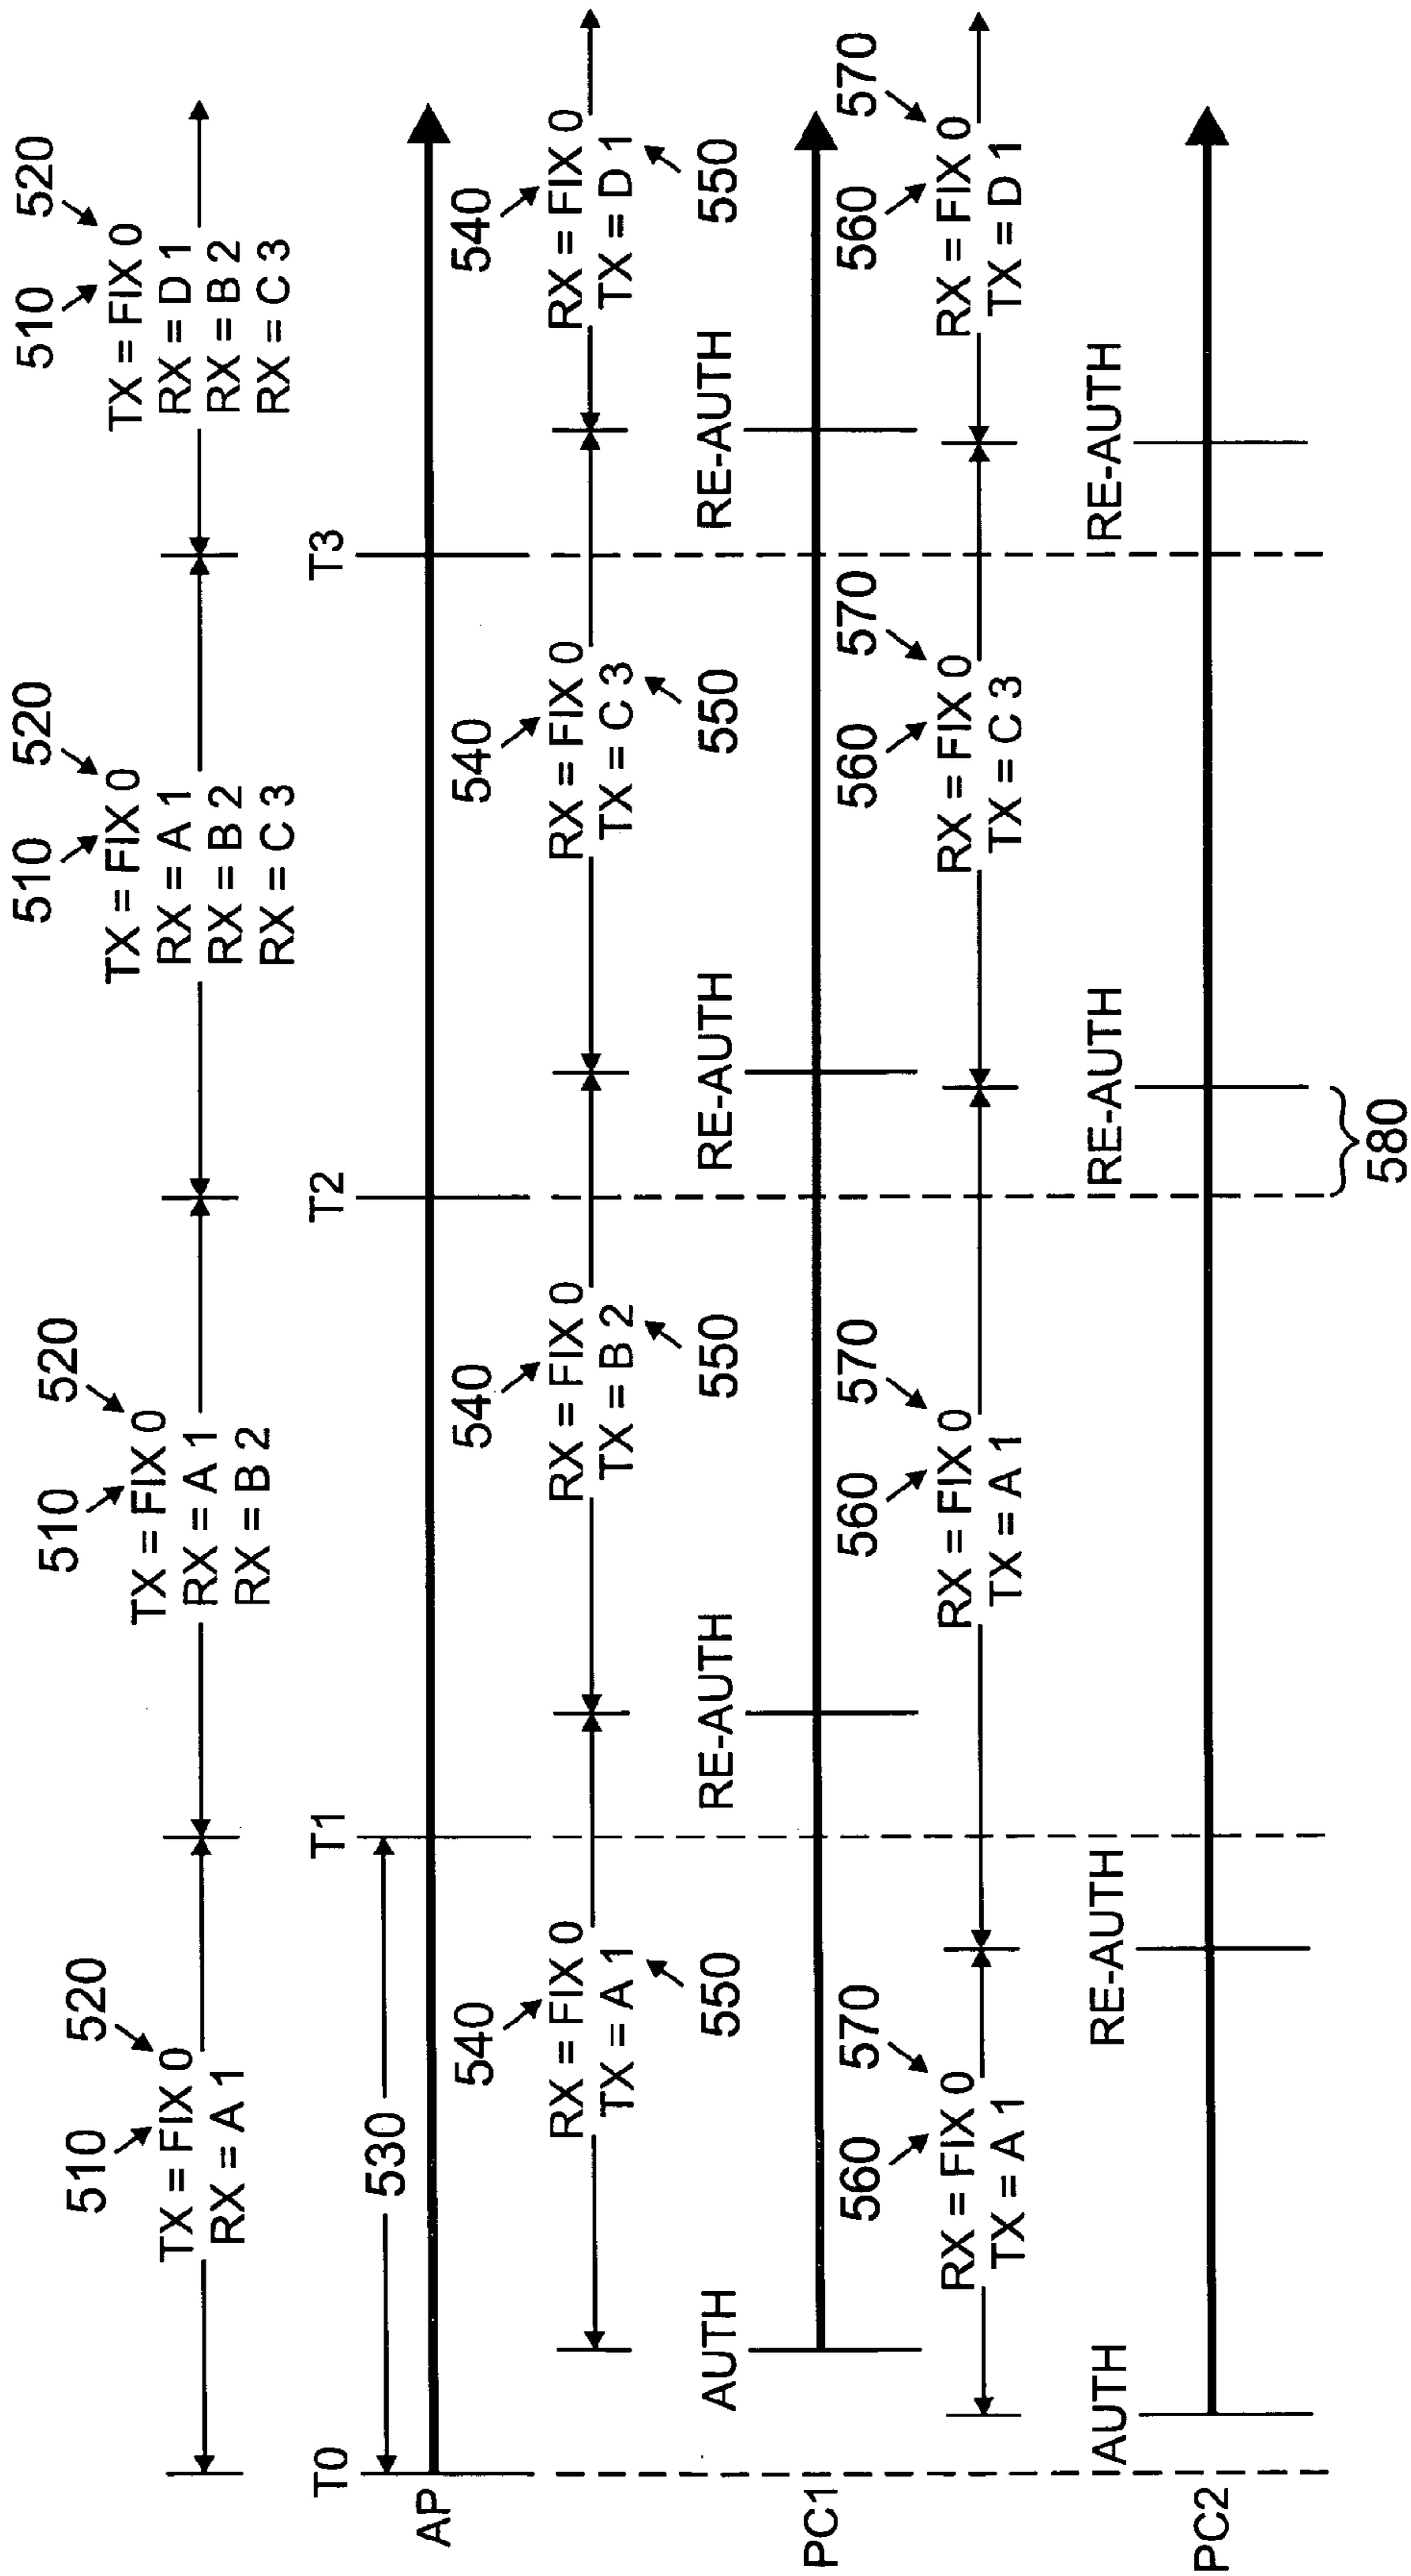 510 520
TX = FIX 0
RX = A 1
510 520
TX = FIX 0
RX = A 1
RX = B 2
510 520
TX = FIX 0
RX = A 1
RX = B 2
RX = C 3
510 520
TX = FIX 0
RX = D 1
RX = B 2
RX = C 3
T0
T1
T2
T3
530
AP
540
RX = FIX 0
TX = A 1
550
540
RX = FIX 0
TX = B 2
550
540
RX = FIX 0
TX = C 3
550
540
RX = FIX 0
TX = D 1
550
AUTH
RE-AUTH
RE-AUTH
RE-AUTH
PC1
560 570
RX = FIX 0
TX = A 1
560 570
RX = FIX 0
TX = A 1
560 570
RX = FIX 0
TX = C 3
560 570
RX = FIX 0
TX = D 1
AUTH
RE-AUTH
RE-AUTH
RE-AUTH
PC2
580